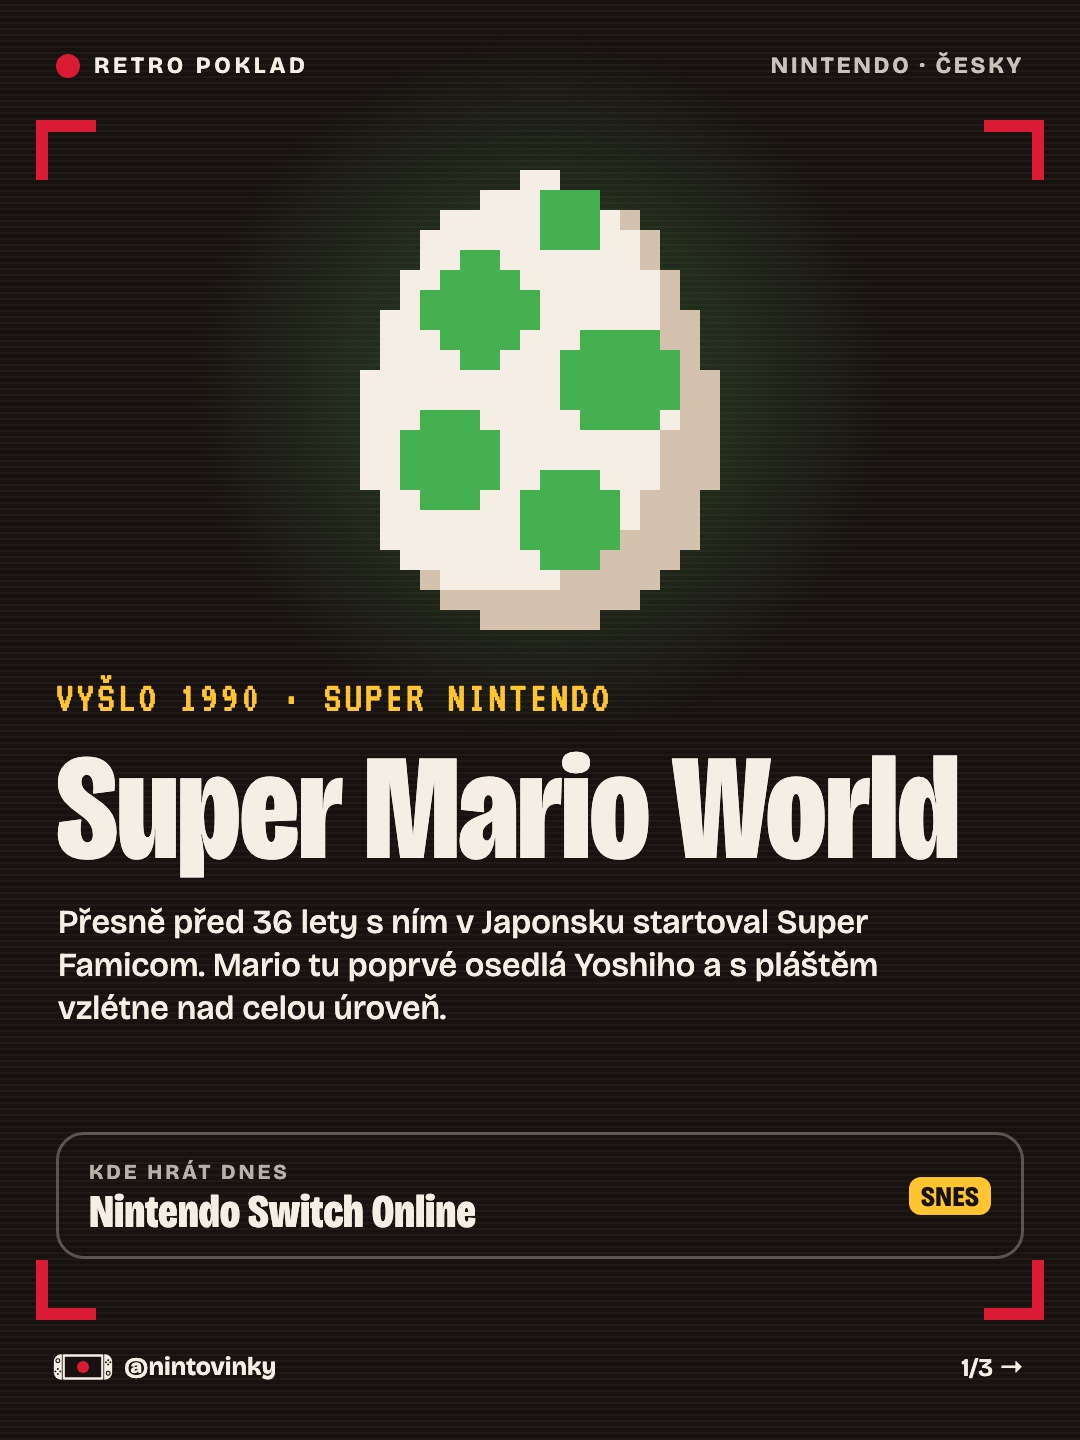 RETRO POKLAD
NINTENDO · ČESKY
VYŠLO 1990 · SUPER NINTENDO
Super Mario World
Přesně před 36 lety s ním v Japonsku startoval Super
Famicom. Mario tu poprvé osedlá Yoshiho a s pláštěm
vzlétne nad celou úroveň.
KDE HRÁT DNES
Nintendo Switch Online
SNES
@nintovinky
1/3 →